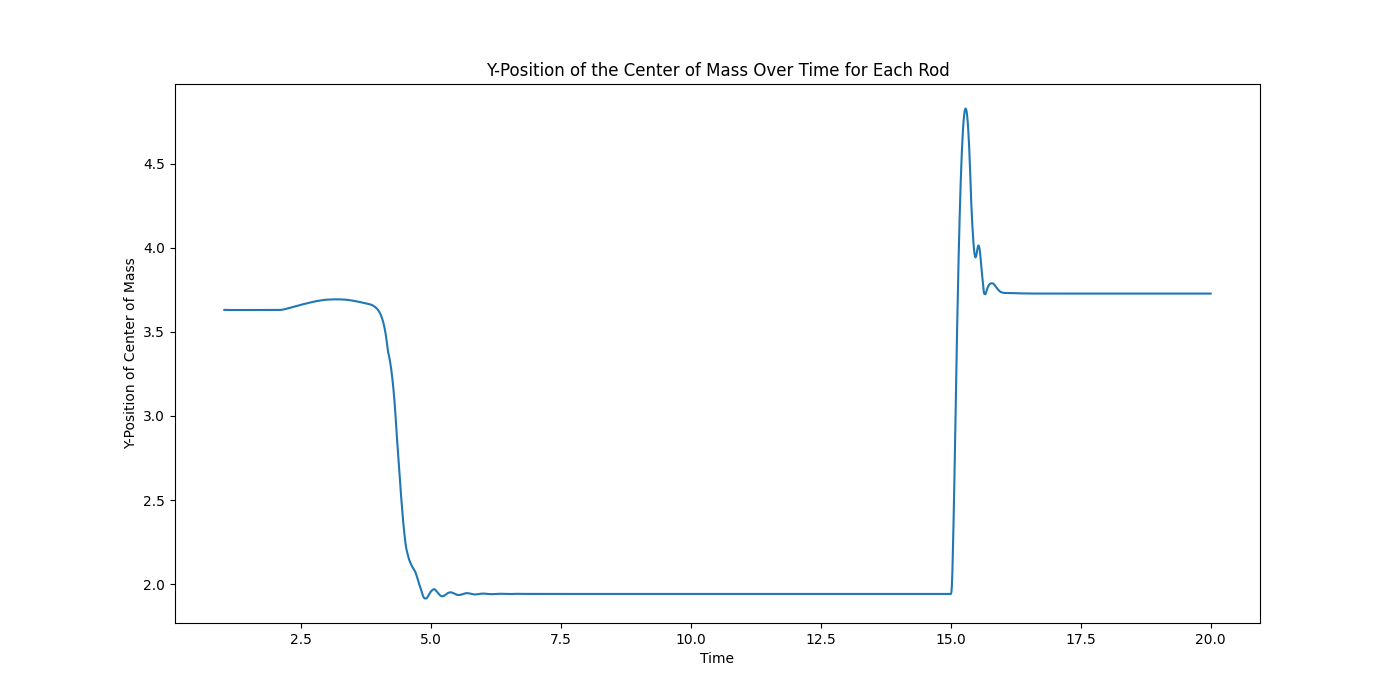 Y-Position of the Center of Mass Over Time for Each Rod
Y-Position of Center of Mass
4.5
4.0
3.5
3.0
2.5
2.0
2.5 5.0 7.5 10.0 12.5 15.0 17.5 20.0
Time